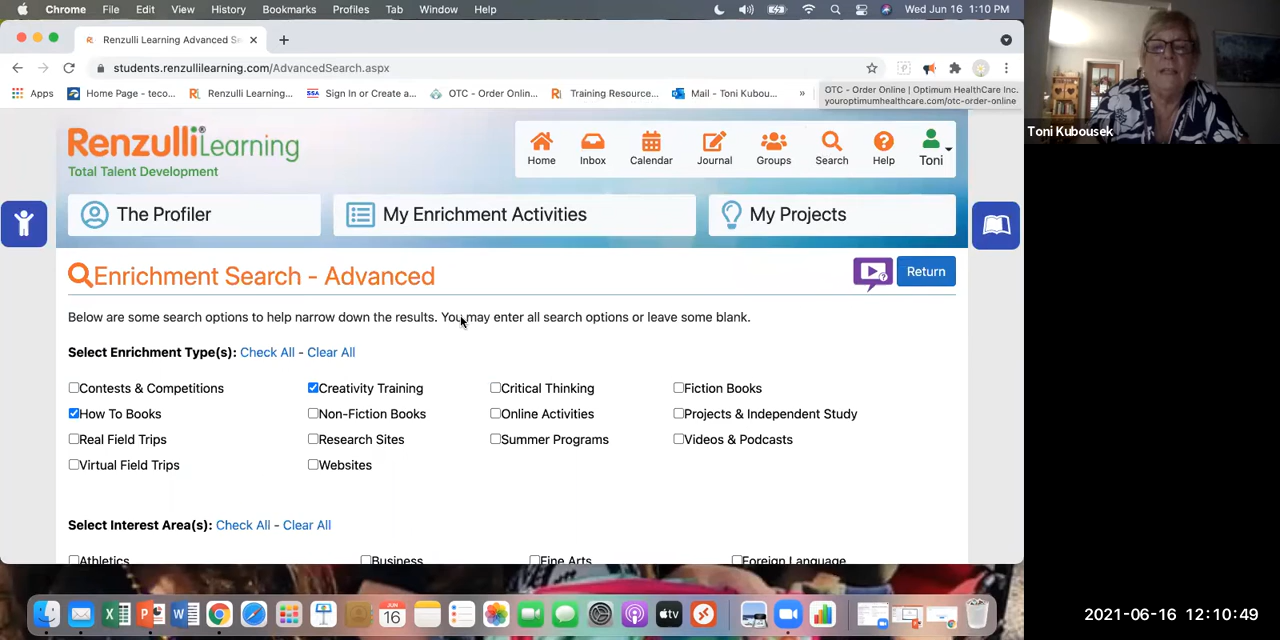 Chrome File Edit View History Bookmarks Profiles Tab Window Help Wed Jun 16 1:10 PM
Renzulli Learning Advanced S
students.renzullilearning.com/AdvancedSearch.aspx
Apps Home Page - teco... Renzulli Learning... SSA Sign In or Create a... OTC - Order Onlin... Training Resource... Mail - Toni Kubou... »
OTC - Order Online | Optimum HealthCare Inc.
youroptimumhealthcare.com/otc-order-online
Toni Kubousek
Renzulli Learning®
Total Talent Development
Home Inbox Calendar Journal Groups Search Help Toni
The Profiler My Enrichment Activities My Projects
Enrichment Search - Advanced Return
Below are some search options to help narrow down the results. You may enter all search options or leave some blank.
Select Enrichment Type(s): Check All - Clear All
Contests & Competitions Creativity Training Critical Thinking Fiction Books
How To Books Non-Fiction Books Online Activities Projects & Independent Study
Real Field Trips Research Sites Summer Programs Videos & Podcasts
Virtual Field Trips Websites
Select Interest Area(s): Check All - Clear All
Athletics Business Fine Arts Foreign Language
JUN
16
tv
2021-06-16 12:10:49